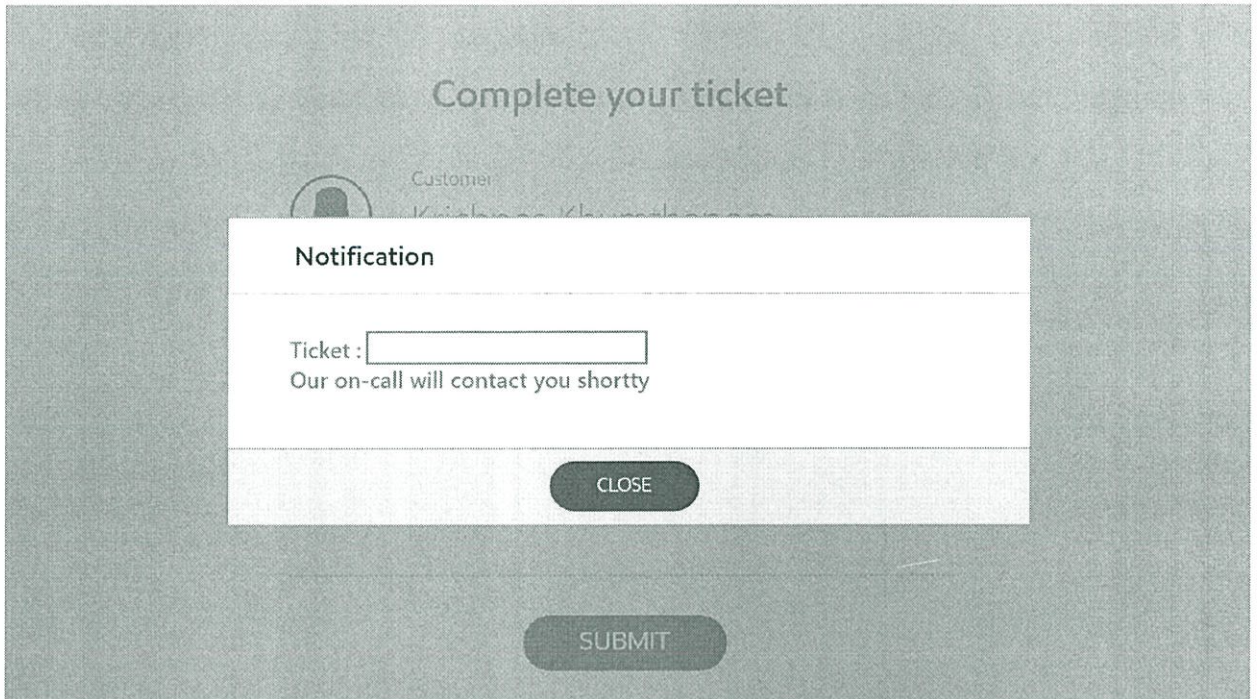 Complete your ticket
Customer
Notification
Ticket :
Our on-call will contact you shortty
CLOSE
SUBMIT